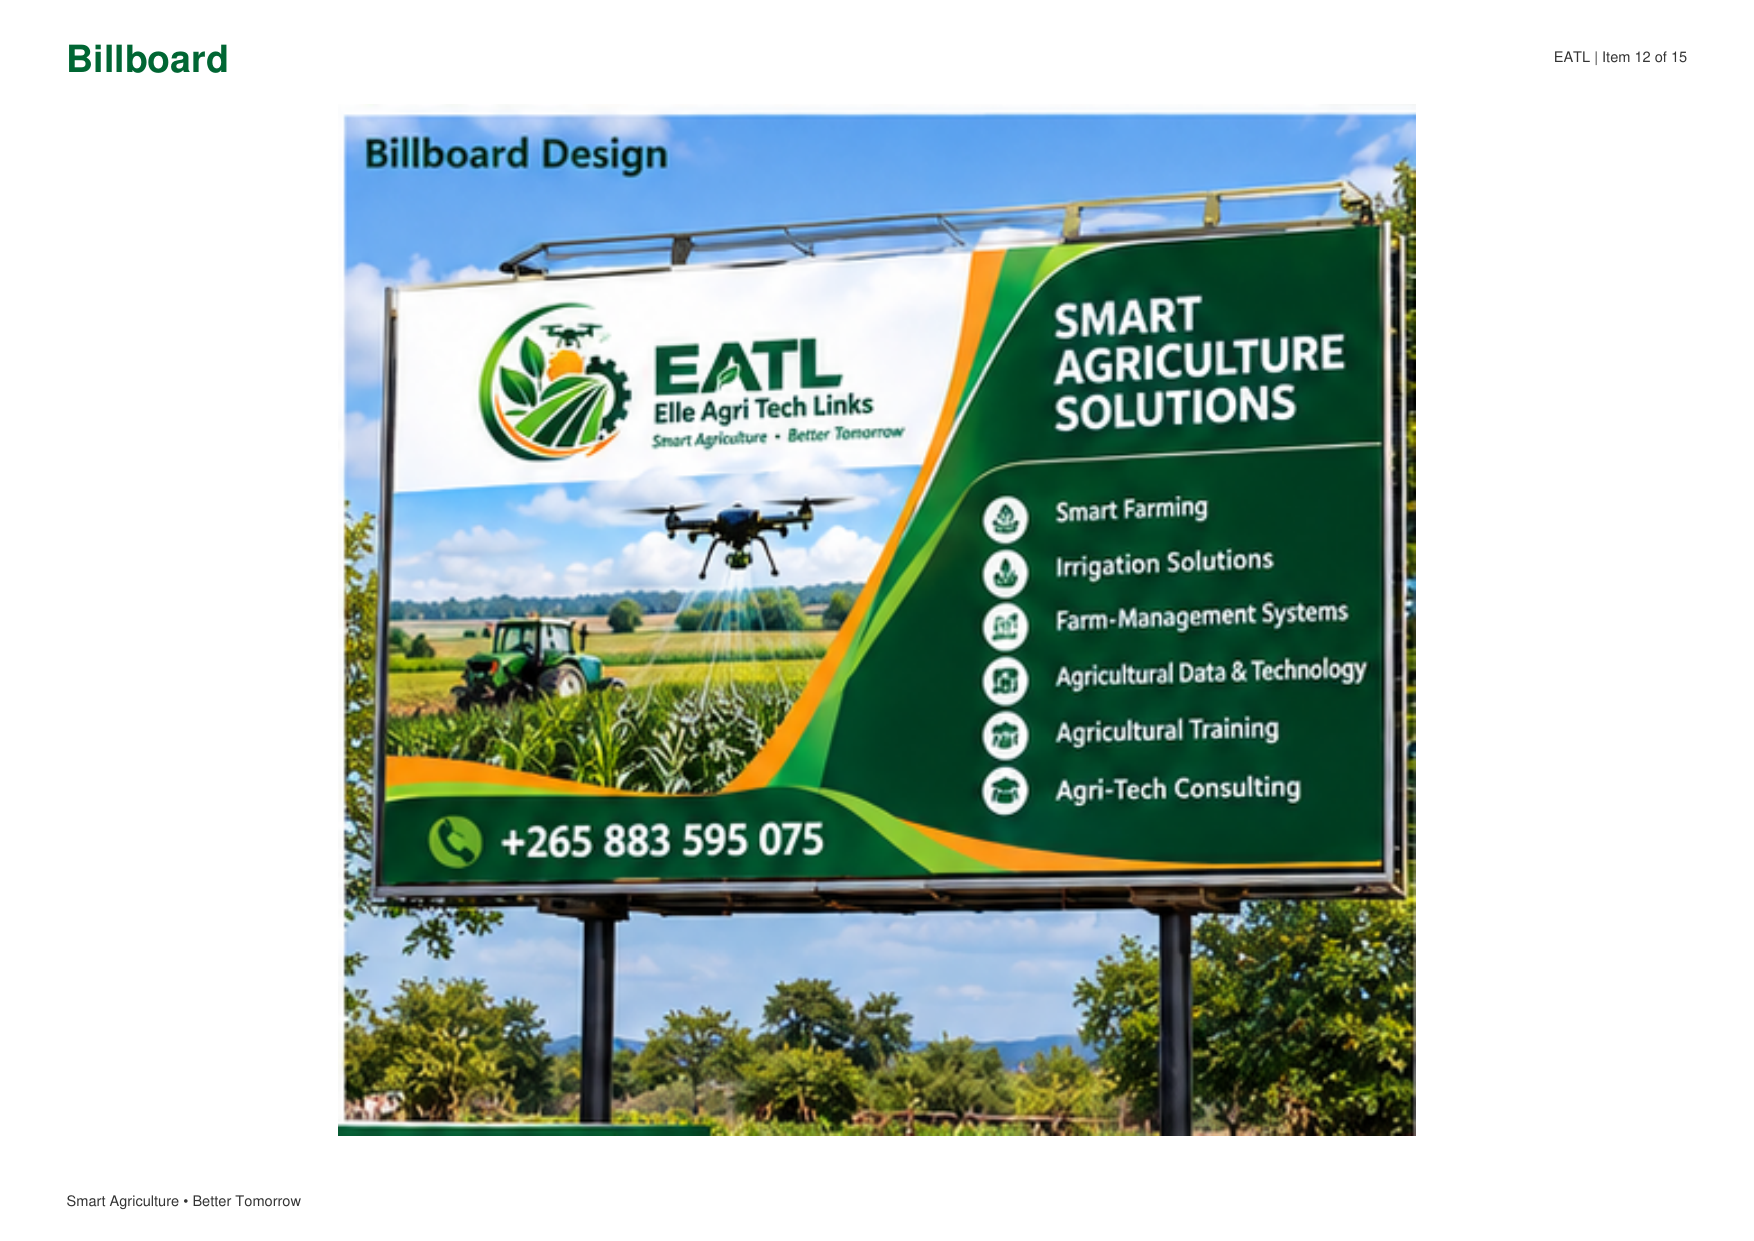 Billboard
EATL | Item 12 of 15
Billboard Design
EATL
Elle Agri Tech Links
Smart Agriculture • Better Tomorrow
SMART
AGRICULTURE
SOLUTIONS
Smart Farming
Irrigation Solutions
Farm-Management Systems
Agricultural Data & Technology
Agricultural Training
Agri-Tech Consulting
+265 883 595 075
Smart Agriculture • Better Tomorrow